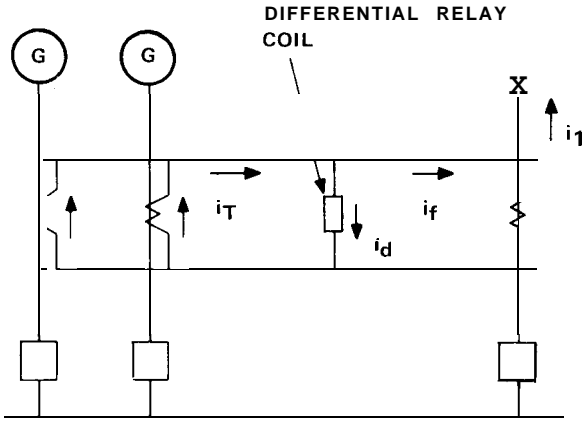 DIFFERENTIAL RELAY
COIL
G
G
X
i1
iT
if
id